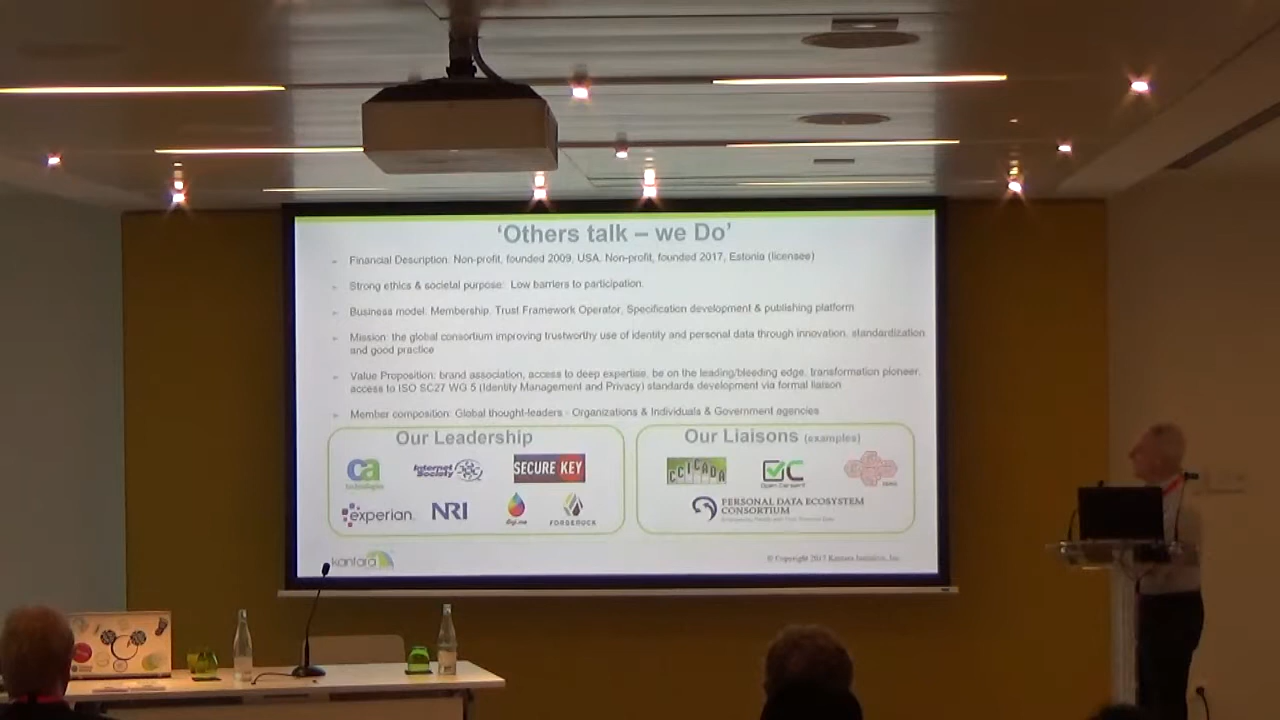 ‘Others talk – we Do’
Financial Description: Non-profit, founded 2009, USA. Non-profit, founded 2017, Estonia (licensee)
Strong ethics & societal purpose: Low barriers to participation.
Business model: Membership, Trust Framework Operator, Specification development & publishing platform
Mission: the global consortium improving trustworthy use of identity and personal data through innovation, standardization
and good practice
Value Proposition: brand association, access to deep expertise, be on the leading/bleeding edge, transformation pioneer,
access to ISO SC27 WG 5 (Identity Management and Privacy) standards development via formal liaison
Member composition: Global thought-leaders - Organizations & Individuals & Government agencies
Our Leadership
ca
technologies
Internet
Society
SECURE KEY
experian.
NRI
digi.me
FORGEROCK
Our Liaisons (examples)
CCICADA
Open Consent
PERSONAL DATA ECOSYSTEM
CONSORTIUM
kantara
© Copyright 2017 Kantara Initiative, Inc.